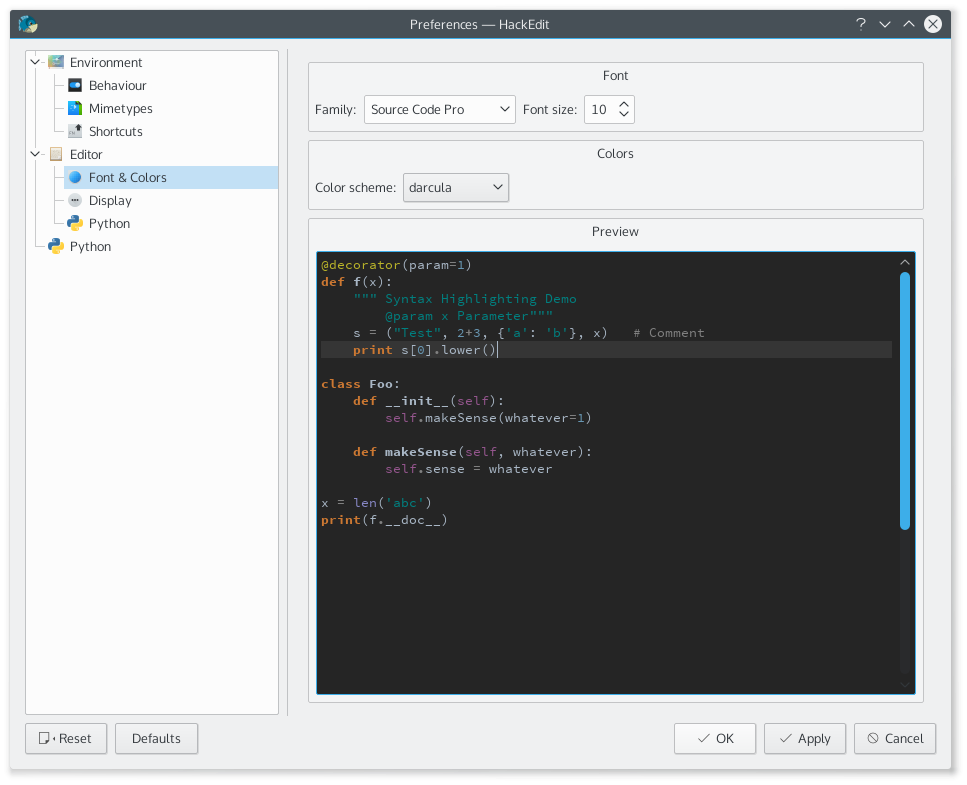 Preferences — HackEdit
Environment
Behaviour
Mimetypes
Shortcuts
Editor
Font & Colors
Display
Python
Python
Font
Family: Source Code Pro Font size: 10
Colors
Color scheme: darcula
Preview
@decorator(param=1)
def f(x):
    """ Syntax Highlighting Demo
        @param x Parameter"""
    s = ("Test", 2+3, {'a': 'b'}, x)   # Comment
    print s[0].lower()
class Foo:
    def __init__(self):
        self.makeSense(whatever=1)
    def makeSense(self, whatever):
        self.sense = whatever
x = len('abc')
print(f.__doc__)
Reset Defaults OK Apply Cancel